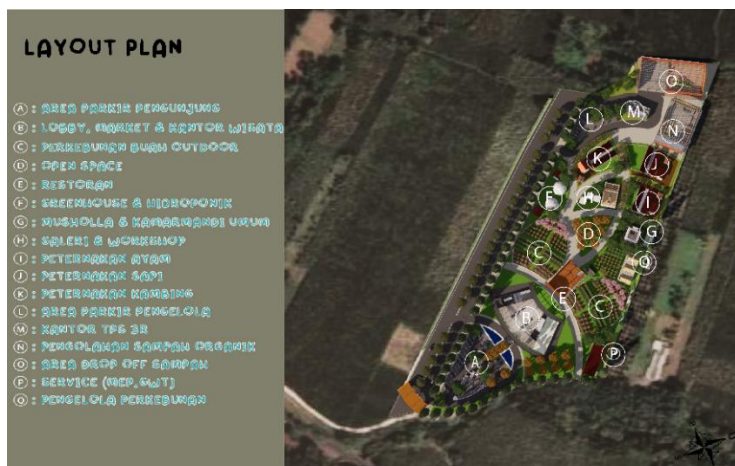 LAYOUT PLAN
A : AREA PARKIR PENGUNJUNG
B : LOBBY, MARKET & KANTOR WISATA
C : PERKEBUNAN BUAH OUTDOOR
D : OPEN SPACE
E : RESTORAN
F : GREENHOUSE & HIDROPONIK
G : MUSHOLLA & KAMARMANDI UMUM
H : GALERI & WORKSHOP
I : PETERNAKAN AYAM
J : PETERNAKAN SAPI
K : PETERNAKAN KAMBING
L : AREA PARKIR PENGELOLA
M : KANTOR TPS 3R
N : PENGOLAHAN SAMPAH ORGANIK
O : AREA DROP OFF SAMPAH
P : SERVICE (MEP,GWT)
Q : PENGELOLA PERKEBUNAN
O
L
M
N
K
J
F
H
I
D
G
C
Q
E
C
B
A
P